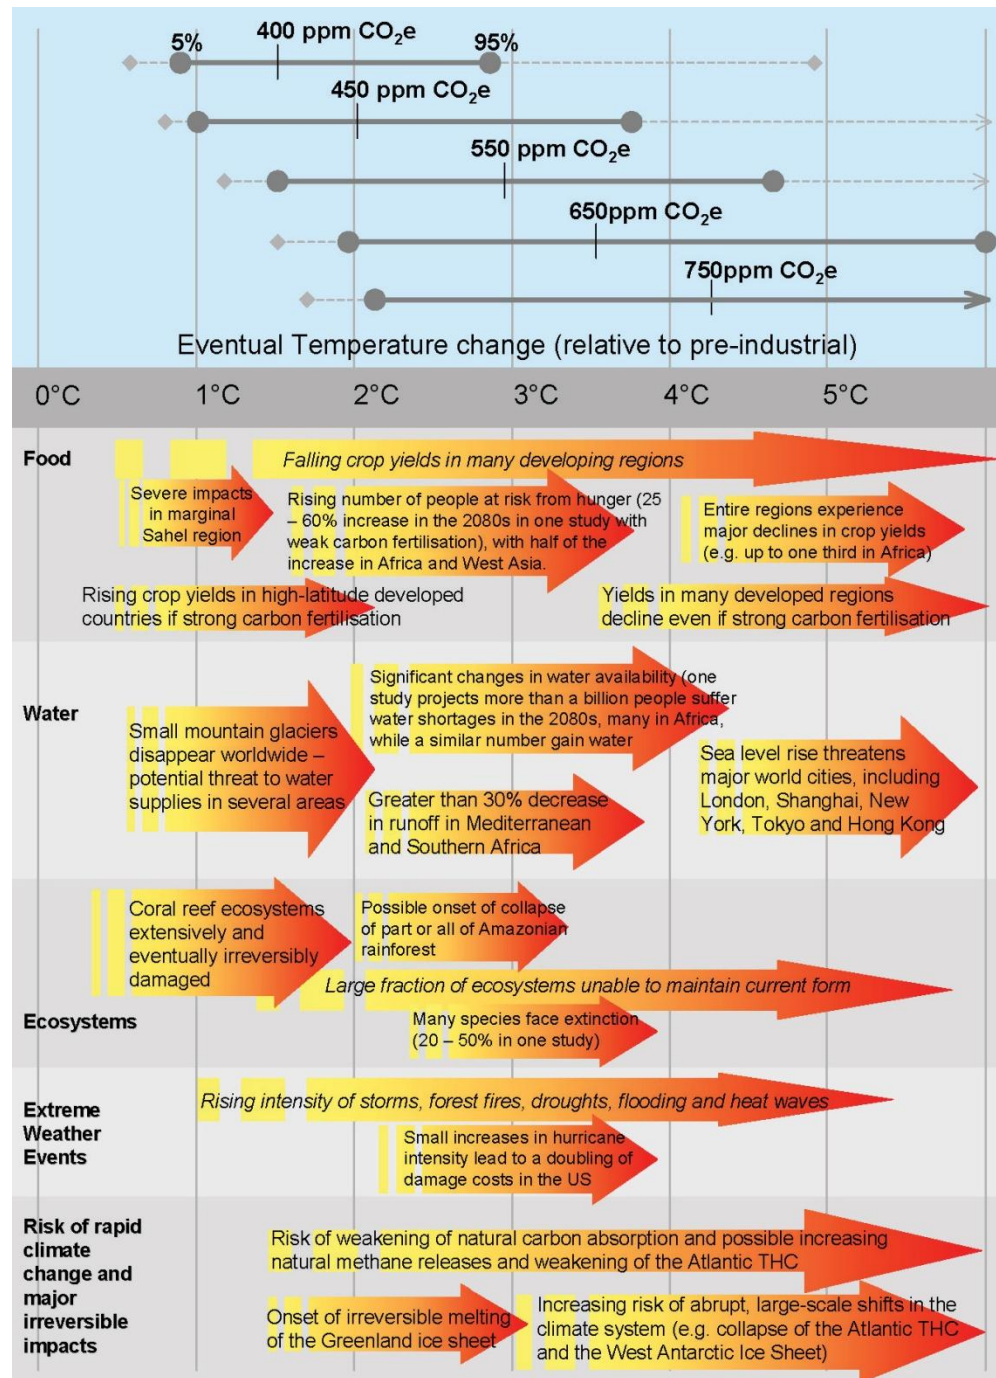 5%
400 ppm CO₂e
95%
450 ppm CO₂e
550 ppm CO₂e
650ppm CO₂e
750ppm CO₂e
Eventual Temperature change (relative to pre-industrial)
0°C 1°C 2°C 3°C 4°C 5°C
Food
Falling crop yields in many developing regions
Severe impacts
in marginal
Sahel region
Rising number of people at risk from hunger (25
– 60% increase in the 2080s in one study with
weak carbon fertilisation), with half of the
increase in Africa and West Asia.
Entire regions experience
major declines in crop yields
(e.g. up to one third in Africa)
Rising crop yields in high-latitude developed
countries if strong carbon fertilisation
Yields in many developed regions
decline even if strong carbon fertilisation
Water
Small mountain glaciers
disappear worldwide –
potential threat to water
supplies in several areas
Significant changes in water availability (one
study projects more than a billion people suffer
water shortages in the 2080s, many in Africa,
while a similar number gain water
Greater than 30% decrease
in runoff in Mediterranean
and Southern Africa
Sea level rise threatens
major world cities, including
London, Shanghai, New
York, Tokyo and Hong Kong
Ecosystems
Coral reef ecosystems
extensively and
eventually irreversibly
damaged
Possible onset of collapse
of part or all of Amazonian
rainforest
Large fraction of ecosystems unable to maintain current form
Many species face extinction
(20 – 50% in one study)
Extreme
Weather
Events
Rising intensity of storms, forest fires, droughts, flooding and heat waves
Small increases in hurricane
intensity lead to a doubling of
damage costs in the US
Risk of rapid
climate
change and
major
irreversible
impacts
Risk of weakening of natural carbon absorption and possible increasing
natural methane releases and weakening of the Atlantic THC
Onset of irreversible melting
of the Greenland ice sheet
Increasing risk of abrupt, large-scale shifts in the
climate system (e.g. collapse of the Atlantic THC
and the West Antarctic Ice Sheet)